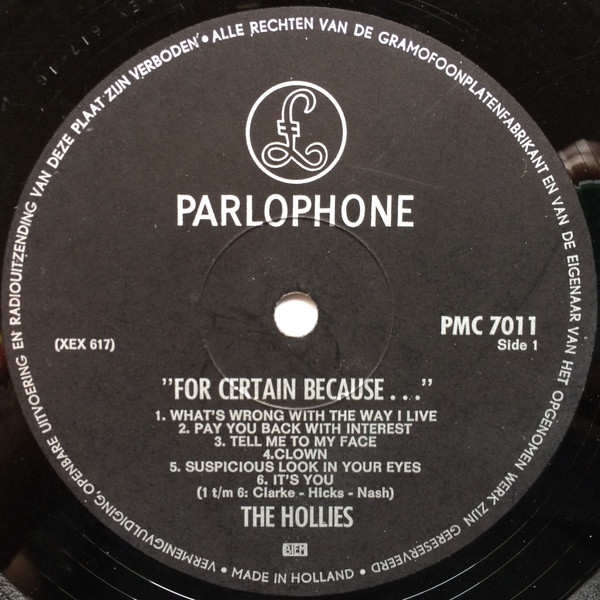 VERMENIGVULDIGING, OPENBARE UITVOERING EN RADIOUITZENDING VAN DEZE PLAAT ZIJN VERBODEN • ALLE RECHTEN VAN DE GRAMOFOONPLATENFABRIKANT EN VAN DE EIGENAAR VAN HET OPGENOMEN WERK ZIJN GERESERVEERD
£
PARLOPHONE
PMC 7011
(XEX 617)
Side 1
"FOR CERTAIN BECAUSE . . ."
1. WHAT'S WRONG WITH THE WAY I LIVE
2. PAY YOU BACK WITH INTEREST
3. TELL ME TO MY FACE
4.CLOWN
5. SUSPICIOUS LOOK IN YOUR EYES
6. IT'S YOU
(1 t/m 6: Clarke - Hicks - Nash)
THE HOLLIES
BIEM
• MADE IN HOLLAND •